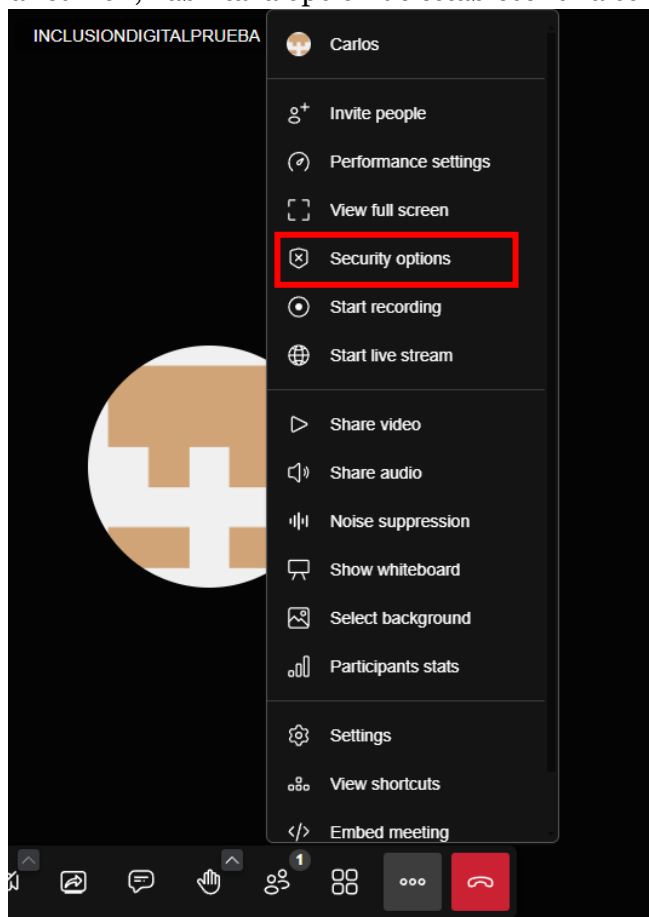 INCLUSIONDIGITALPRUEBA
Carlos
Invite people
Performance settings
View full screen
Security options
Start recording
Start live stream
Share video
Share audio
Noise suppression
Show whiteboard
Select background
Participants stats
Settings
View shortcuts
Embed meeting
1